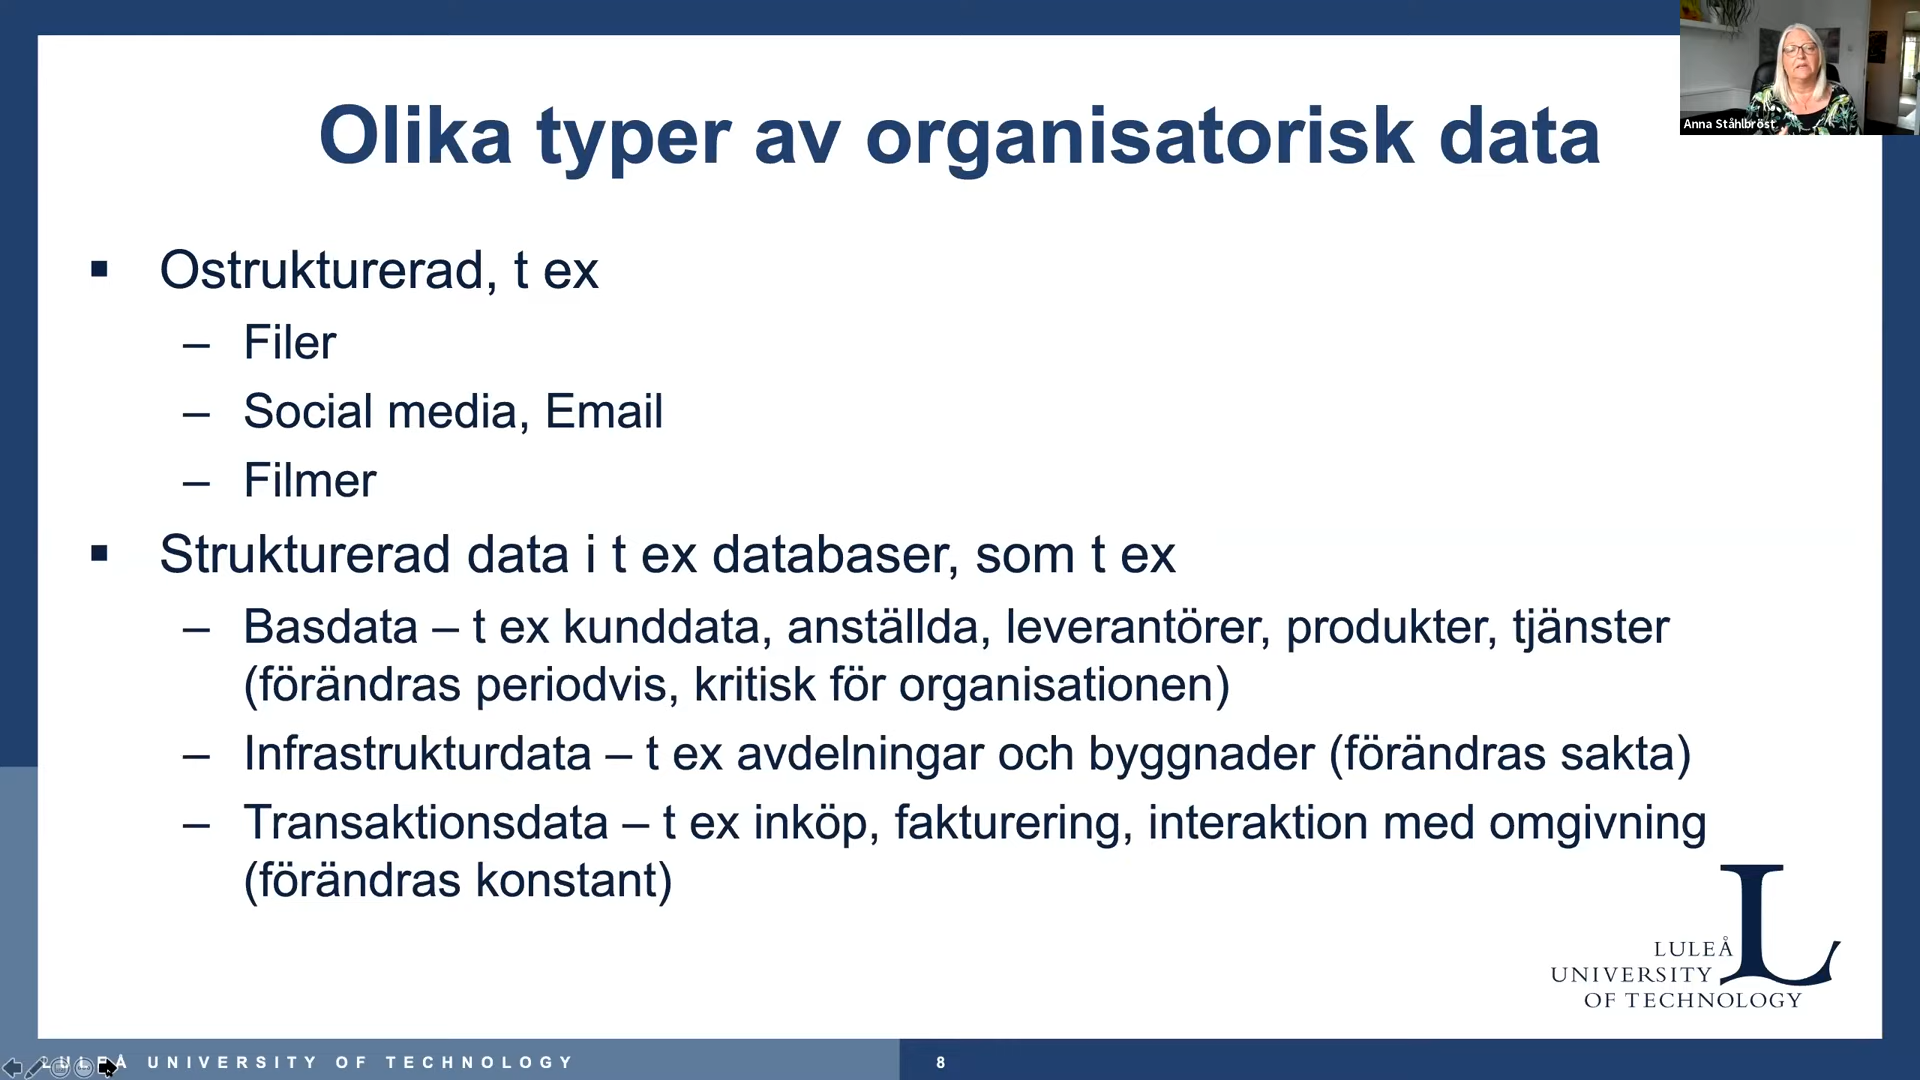 Olika typer av organisatorisk data
Anna Ståhlbröst
▪ Ostrukturerad, t ex
– Filer
– Social media, Email
– Filmer
▪ Strukturerad data i t ex databaser, som t ex
– Basdata – t ex kunddata, anställda, leverantörer, produkter, tjänster
(förändras periodvis, kritisk för organisationen)
– Infrastrukturdata – t ex avdelningar och byggnader (förändras sakta)
– Transaktionsdata – t ex inköp, fakturering, interaktion med omgivning
(förändras konstant)
LULEÅ
UNIVERSITY
OF TECHNOLOGY
LULEÅ UNIVERSITY OF TECHNOLOGY
8